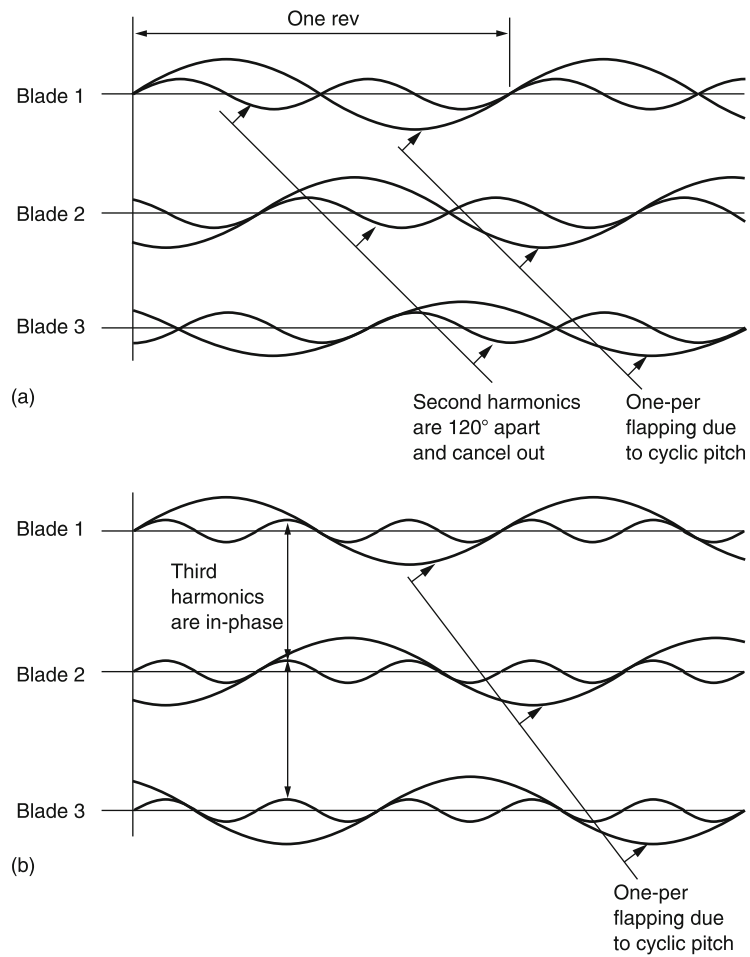 One rev
Blade 1
Blade 2
Blade 3
(a)
Second harmonics
are 120° apart
and cancel out
One-per
flapping due
to cyclic pitch
Blade 1
Third
harmonics
are in-phase
Blade 2
Blade 3
(b)
One-per
flapping due
to cyclic pitch